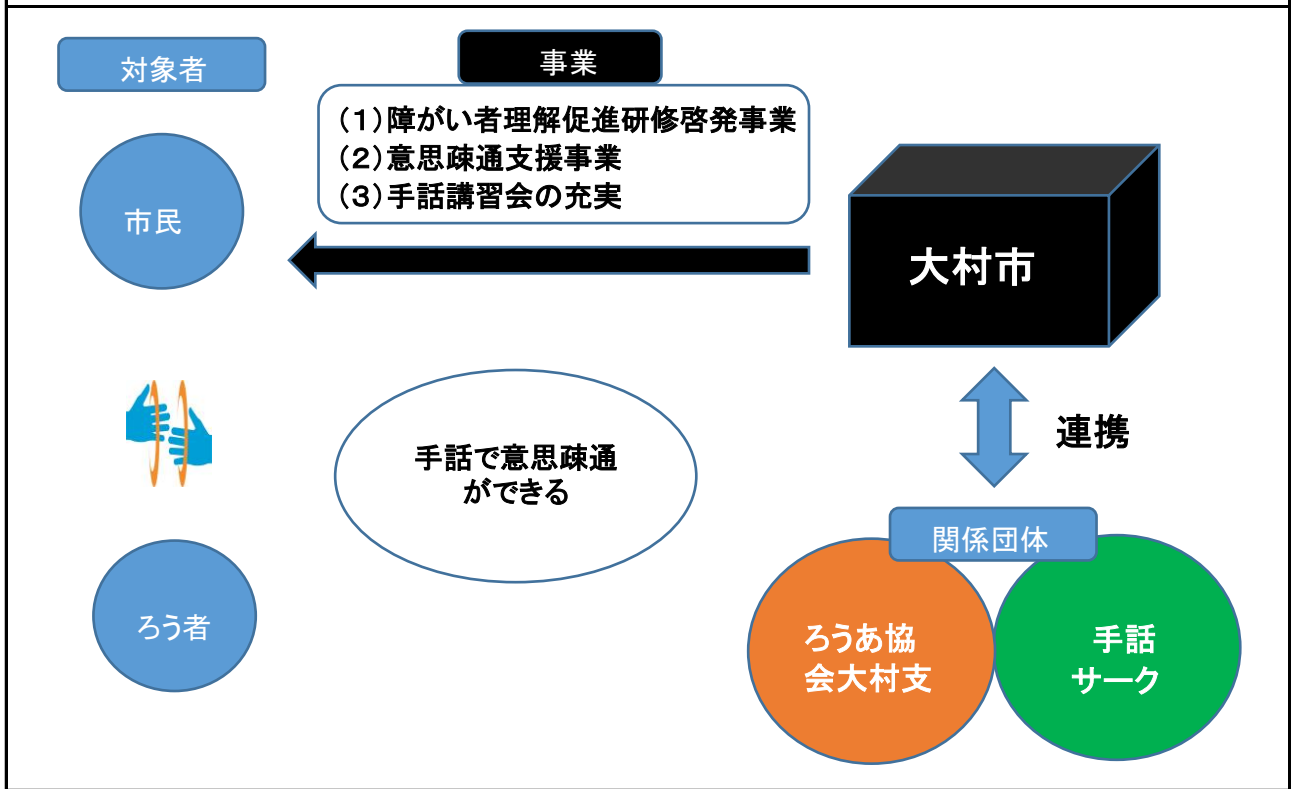 対象者
事業
(1)障がい者理解促進研修啓発事業
(2)意思疎通支援事業
(3)手話講習会の充実
市民
大村市
手話で意思疎通
ができる
連携
関係団体
ろう者
ろうあ協
会大村支
手話
サーク